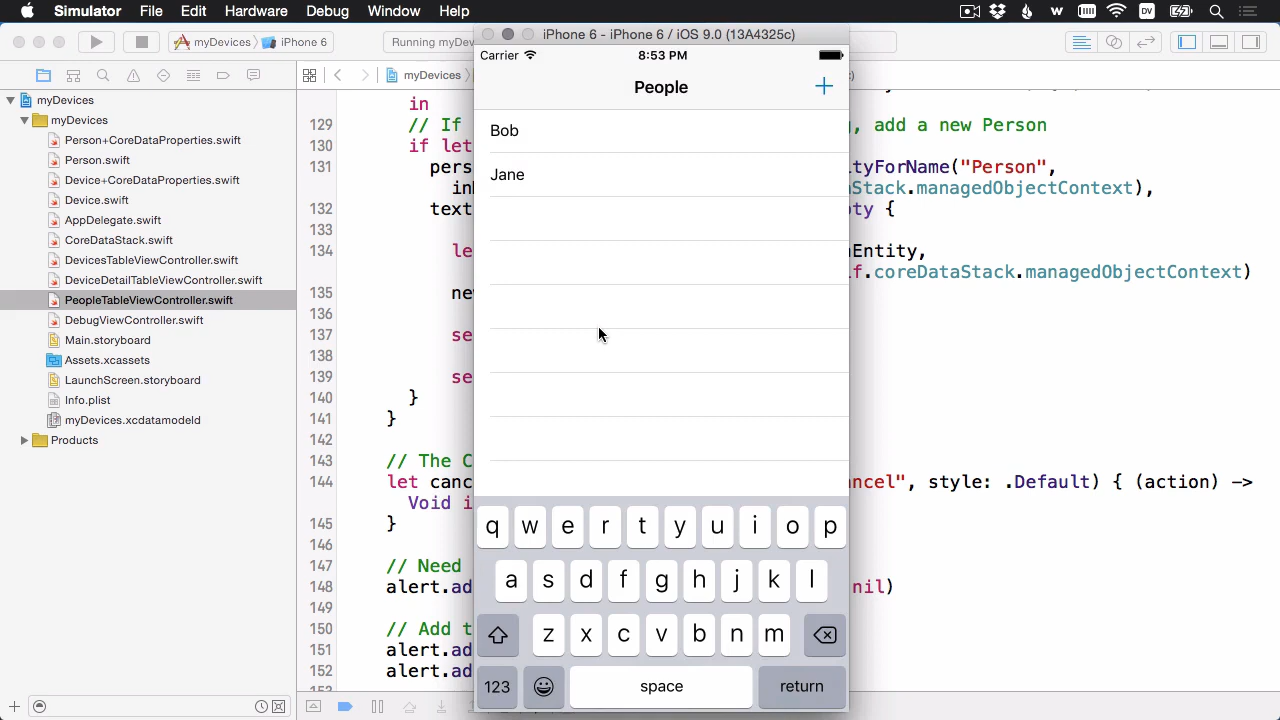 Simulator File Edit Hardware Debug Window Help
myDevices iPhone 6 Running myDev
iPhone 6 - iPhone 6 / iOS 9.0 (13A4325c)
myDevices
myDevices
Person+CoreDataProperties.swift
Person.swift
Device+CoreDataProperties.swift
Device.swift
AppDelegate.swift
CoreDataStack.swift
DevicesTableViewController.swift
DeviceDetailTableViewController.swift
PeopleTableViewController.swift
DebugViewController.swift
Main.storyboard
Assets.xcassets
LaunchScreen.storyboard
Info.plist
myDevices.xcdatamodeld
Products
myDevices
in
129 // If g, add a new Person
130 if let
131 pers tyForName("Person",
in Stack.managedObjectContext),
132 text pty {
133
134 le nEntity,
f.coreDataStack.managedObjectContext)
135 new
136
137 se
138
139 se
140 }
141 }
142
143 // The C
144 let canc ancel", style: .Default) { (action) ->
Void i
145 }
146
147 // Need
148 alert.ad nil)
149
150 // Add t
151 alert.ad
152 alert.ad
Carrier 8:53 PM
People +
Bob
Jane
q w e r t y u i o p
a s d f g h j k l
z x c v b n m
123 space return